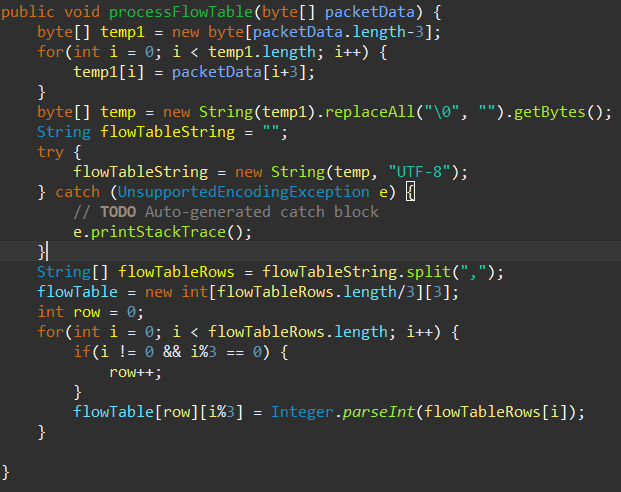 public void processFlowTable(byte[] packetData) {
    byte[] temp1 = new byte[packetData.length-3];
    for(int i = 0; i < temp1.length; i++) {
        temp1[i] = packetData[i+3];
    }
    byte[] temp = new String(temp1).replaceAll("\0", "").getBytes();
    String flowTableString = "";
    try {
        flowTableString = new String(temp, "UTF-8");
    } catch (UnsupportedEncodingException e) {
        // TODO Auto-generated catch block
        e.printStackTrace();
    }
    String[] flowTableRows = flowTableString.split(",");
    flowTable = new int[flowTableRows.length/3][3];
    int row = 0;
    for(int i = 0; i < flowTableRows.length; i++) {
        if(i != 0 && i%3 == 0) {
            row++;
        }
        flowTable[row][i%3] = Integer.parseInt(flowTableRows[i]);
    }
}